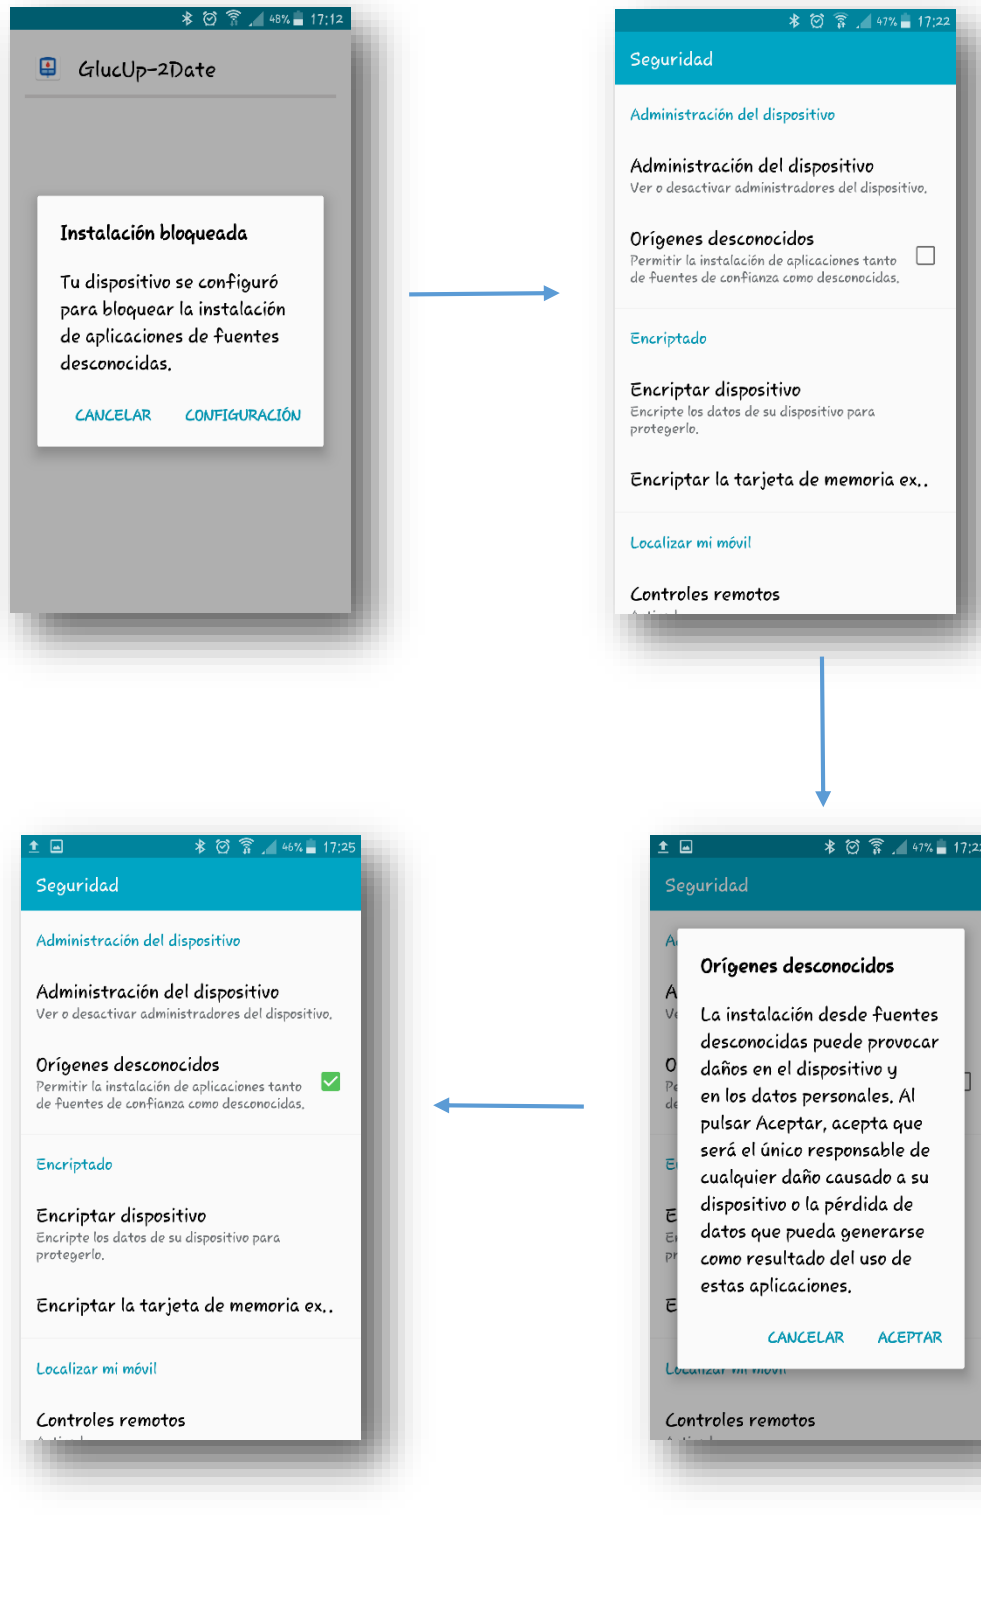 48% 17:12
GlucUp-2Date
Instalación bloqueada
Tu dispositivo se configuró
para bloquear la instalación
de aplicaciones de fuentes
desconocidas.
CANCELAR CONFIGURACIÓN
47% 17:22
Seguridad
Administración del dispositivo
Administración del dispositivo
Ver o desactivar administradores del dispositivo.
Orígenes desconocidos
Permitir la instalación de aplicaciones tanto
de fuentes de confianza como desconocidas.
Encriptado
Encriptar dispositivo
Encripte los datos de su dispositivo para
protegerlo.
Encriptar la tarjeta de memoria ex..
Localizar mi móvil
Controles remotos
47%
Seguridad
Orígenes desconocidos
La instalación desde fuentes
desconocidas puede provocar
daños en el dispositivo y
en los datos personales. Al
pulsar Aceptar, acepta que
será el único responsable de
cualquier daño causado a su
dispositivo o la pérdida de
datos que pueda generarse
como resultado del uso de
estas aplicaciones.
CANCELAR ACEPTAR
Localizar mi móvil
Controles remotos
46% 17:25
Seguridad
Administración del dispositivo
Administración del dispositivo
Ver o desactivar administradores del dispositivo.
Orígenes desconocidos
Permitir la instalación de aplicaciones tanto
de fuentes de confianza como desconocidas.
Encriptado
Encriptar dispositivo
Encripte los datos de su dispositivo para
protegerlo.
Encriptar la tarjeta de memoria ex..
Localizar mi móvil
Controles remotos